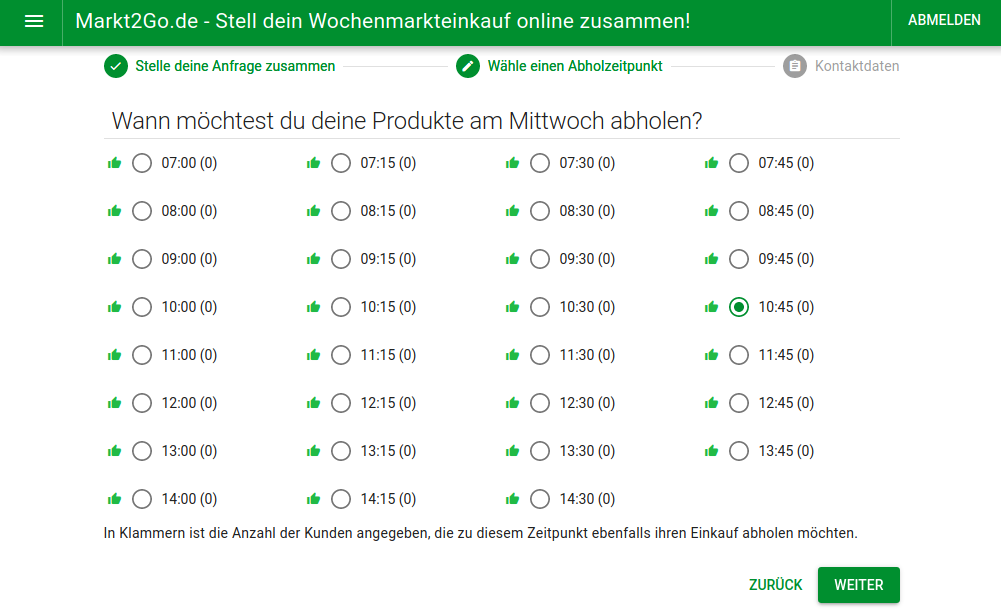 Markt2Go.de - Stell dein Wochenmarkteinkauf online zusammen! ABMELDEN
Stelle deine Anfrage zusammen Wähle einen Abholzeitpunkt Kontaktdaten
Wann möchtest du deine Produkte am Mittwoch abholen?
07:00 (0) 07:15 (0) 07:30 (0) 07:45 (0)
08:00 (0) 08:15 (0) 08:30 (0) 08:45 (0)
09:00 (0) 09:15 (0) 09:30 (0) 09:45 (0)
10:00 (0) 10:15 (0) 10:30 (0) 10:45 (0)
11:00 (0) 11:15 (0) 11:30 (0) 11:45 (0)
12:00 (0) 12:15 (0) 12:30 (0) 12:45 (0)
13:00 (0) 13:15 (0) 13:30 (0) 13:45 (0)
14:00 (0) 14:15 (0) 14:30 (0)
In Klammern ist die Anzahl der Kunden angegeben, die zu diesem Zeitpunkt ebenfalls ihren Einkauf abholen möchten.
ZURÜCK WEITER